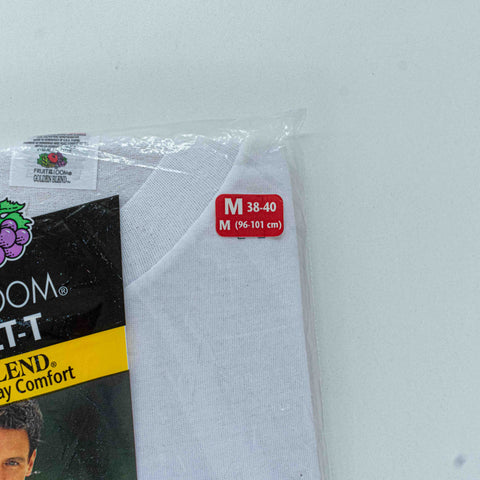 FRUIT OF THE LOOM®
GOLDEN BLEND
M 38-40
M (96-101 cm)
OOM®
T-T
LEND®
ay Comfort